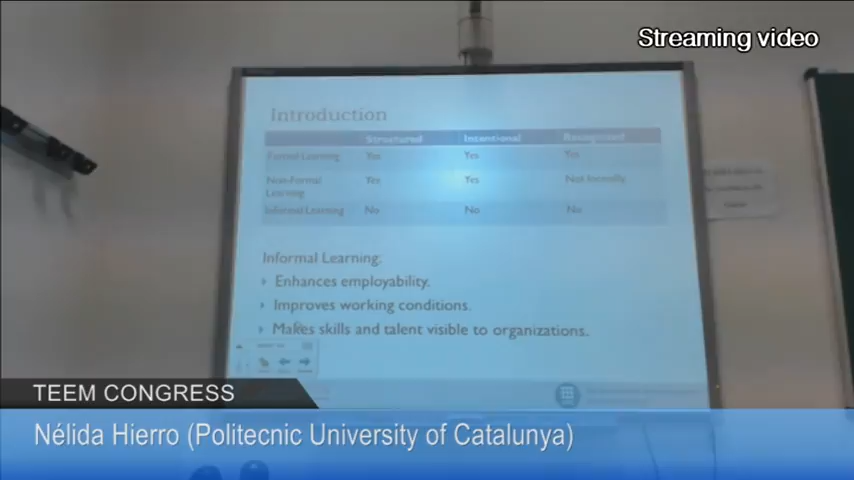 Streaming video
Introduction
Structured Intentional Recognised
Formal Learning Yes Yes Yes
Non-Formal Learning Yes Yes Not formally
Informal Learning No No No
Informal Learning:
Enhances employability.
Improves working conditions.
Makes skills and talent visible to organizations.
TEEM CONGRESS
Nélida Hierro (Politecnic University of Catalunya)